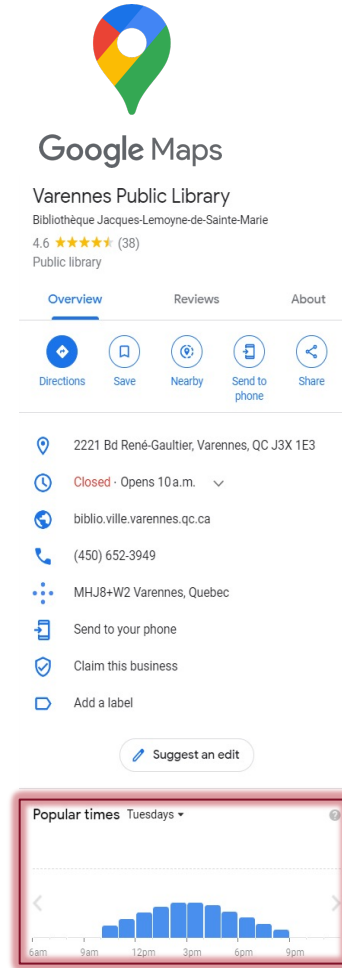 Google Maps
Varennes Public Library
Bibliothèque Jacques-Lemoyne-de-Sainte-Marie
4.6 (38)
Public library
Overview Reviews About
Directions Save Nearby Send to phone Share
2221 Bd René-Gaultier, Varennes, QC J3X 1E3
Closed · Opens 10 a.m.
biblio.ville.varennes.qc.ca
(450) 652-3949
MHJ8+W2 Varennes, Quebec
Send to your phone
Claim this business
Add a label
Suggest an edit
Popular times Tuesdays ?
6am 9am 12pm 3pm 6pm 9pm